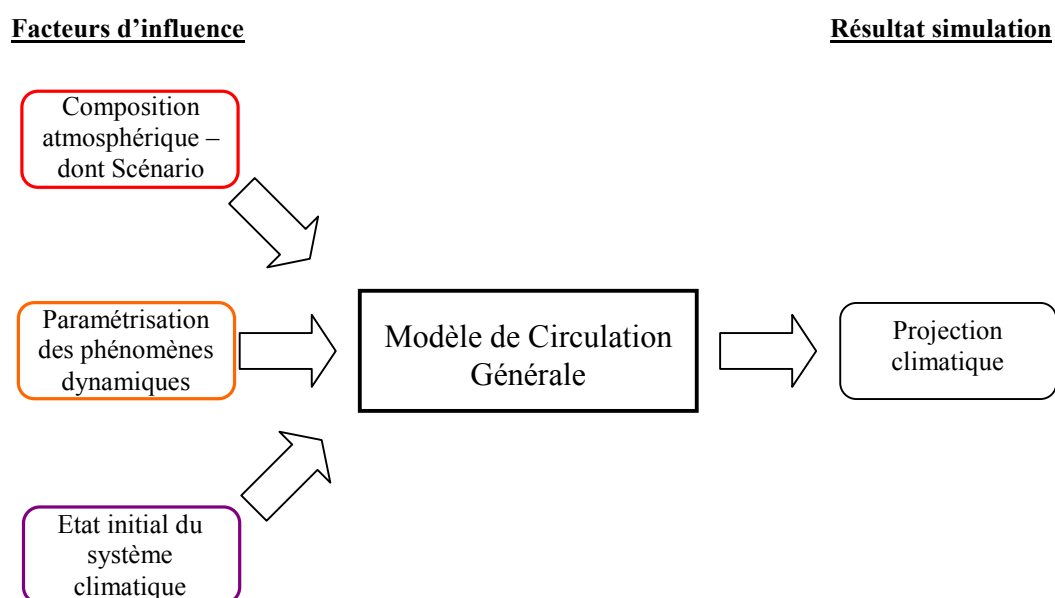 Facteurs d’influence
Résultat simulation
Composition
atmosphérique –
dont Scénario
Paramétrisation
des phénomènes
dynamiques
Modèle de Circulation
Générale
Projection
climatique
Etat initial du
système
climatique